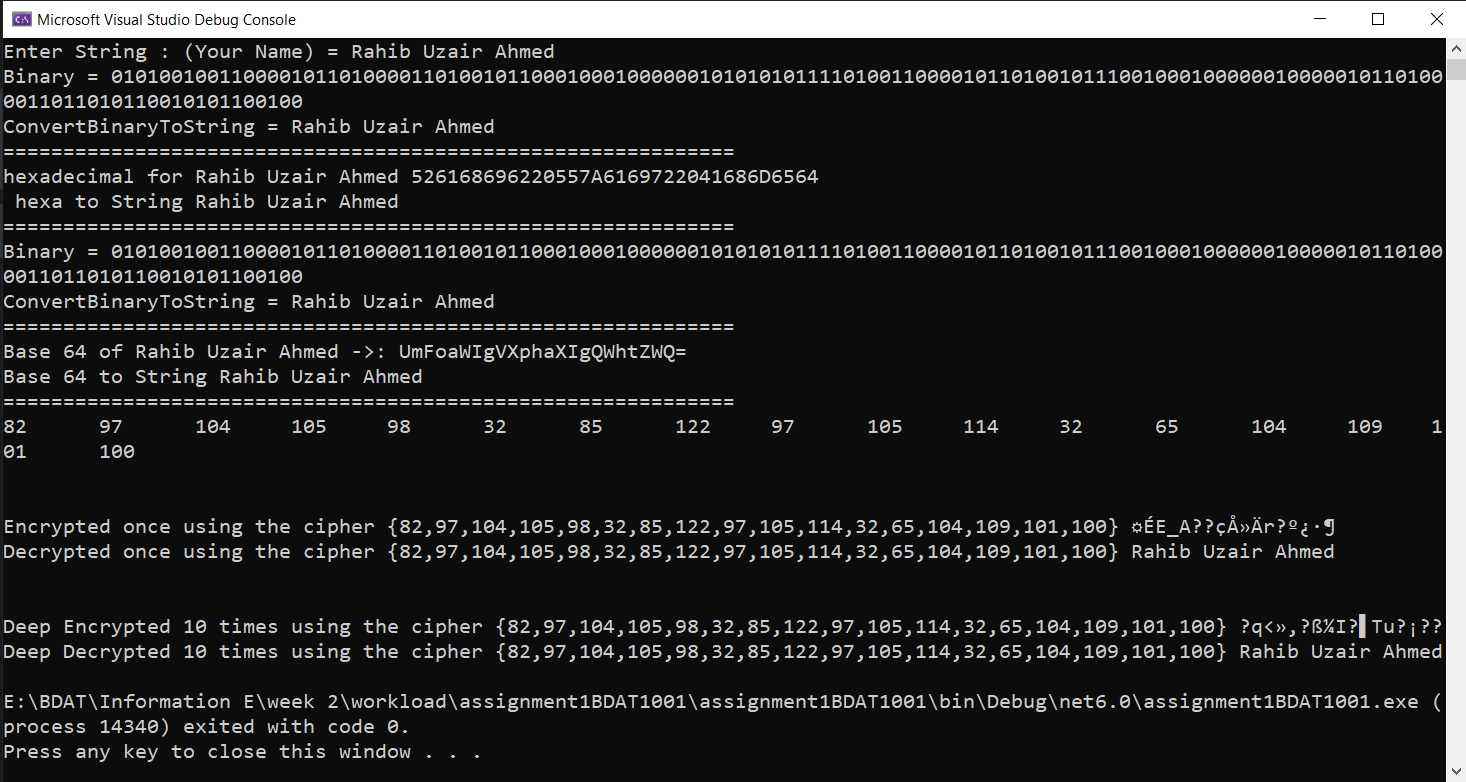 Microsoft Visual Studio Debug Console
Enter String : (Your Name) = Rahib Uzair Ahmed
Binary = 010100100110000101101000011010010110001000100000010101010111101001100001011010010111001000100000010000010110100
0011011010110010101100100
ConvertBinaryToString = Rahib Uzair Ahmed
=============================================================
hexadecimal for Rahib Uzair Ahmed 526168696220557A6169722041686D6564
 hexa to String Rahib Uzair Ahmed
=============================================================
Binary = 010100100110000101101000011010010110001000100000010101010111101001100001011010010111001000100000010000010110100
0011011010110010101100100
ConvertBinaryToString = Rahib Uzair Ahmed
=============================================================
Base 64 of Rahib Uzair Ahmed ->: UmFoaWIgVXphaXIgQWhtZWQ=
Base 64 to String Rahib Uzair Ahmed
=============================================================
82      97      104     105     98      32      85      122     97      105     114     32      65      104     109    1
01      100
Encrypted once using the cipher {82,97,104,105,98,32,85,122,97,105,114,32,65,104,109,101,100} ¤ÉE_A??çÅ»Är?º¿·¶
Decrypted once using the cipher {82,97,104,105,98,32,85,122,97,105,114,32,65,104,109,101,100} Rahib Uzair Ahmed
Deep Encrypted 10 times using the cipher {82,97,104,105,98,32,85,122,97,105,114,32,65,104,109,101,100} ?q<»,?ß¾I?▌Tu?¡??
Deep Decrypted 10 times using the cipher {82,97,104,105,98,32,85,122,97,105,114,32,65,104,109,101,100} Rahib Uzair Ahmed
E:\BDAT\Information E\week 2\workload\assignment1BDAT1001\assignment1BDAT1001\bin\Debug\net6.0\assignment1BDAT1001.exe (
process 14340) exited with code 0.
Press any key to close this window . . .